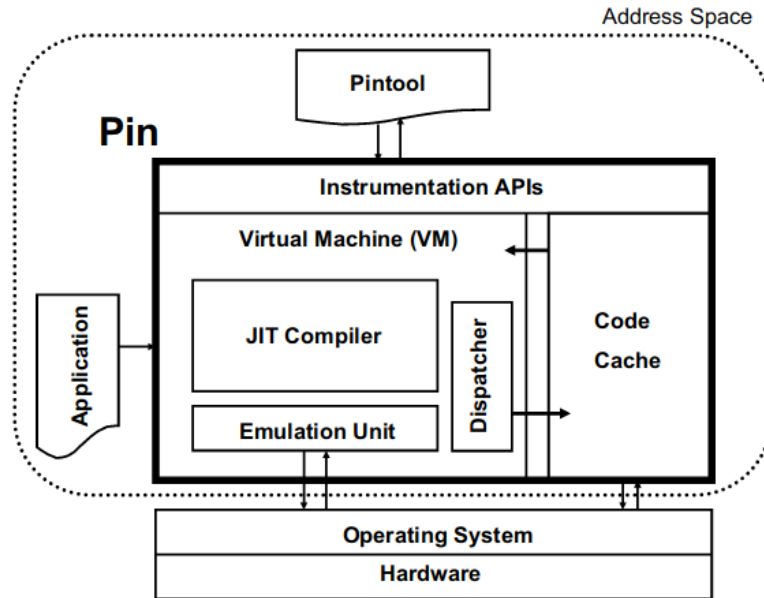 Address Space
Pintool
Pin
Instrumentation APIs
Virtual Machine (VM)
Application
JIT Compiler
Dispatcher
Code
Cache
Emulation Unit
Operating System
Hardware